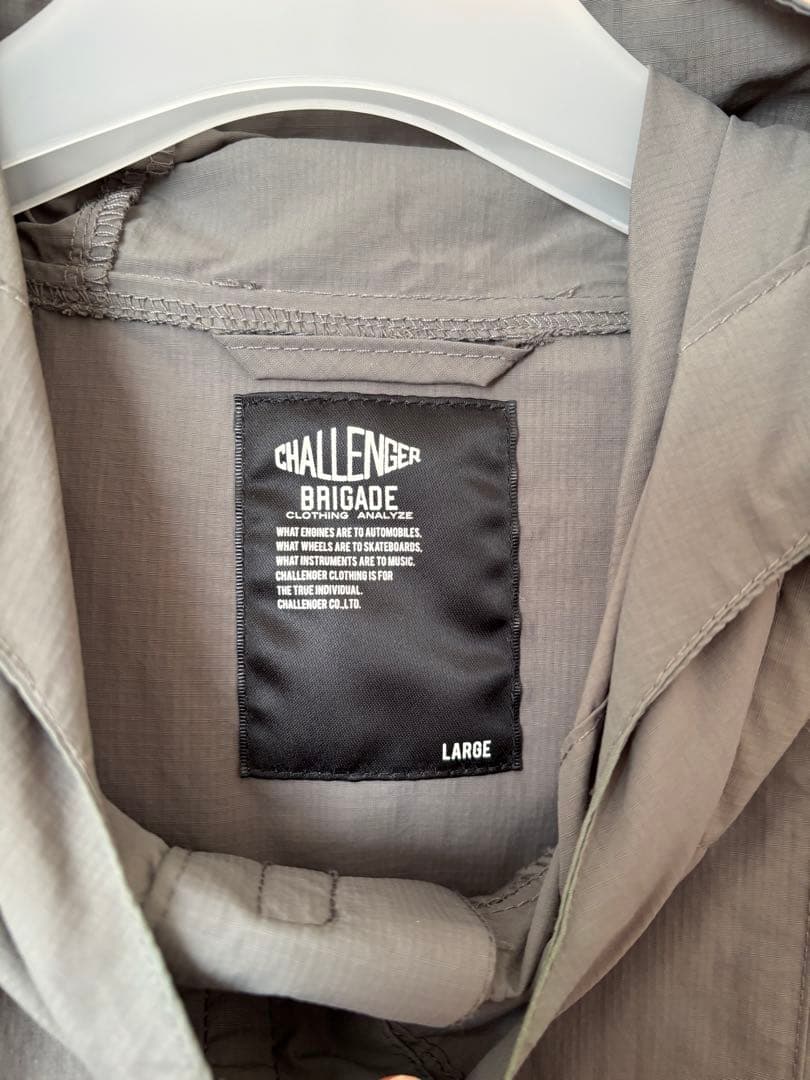 CHALLENGER
BRIGADE
CLOTHING ANALYZE
WHAT ENGINES ARE TO AUTOMOBILES,
WHAT WHEELS ARE TO SKATEBOARDS,
WHAT INSTRUMENTS ARE TO MUSIC.
CHALLENGER CLOTHING IS FOR
THE TRUE INDIVIDUAL.
CHALLENGER CO.,LTD.
LARGE